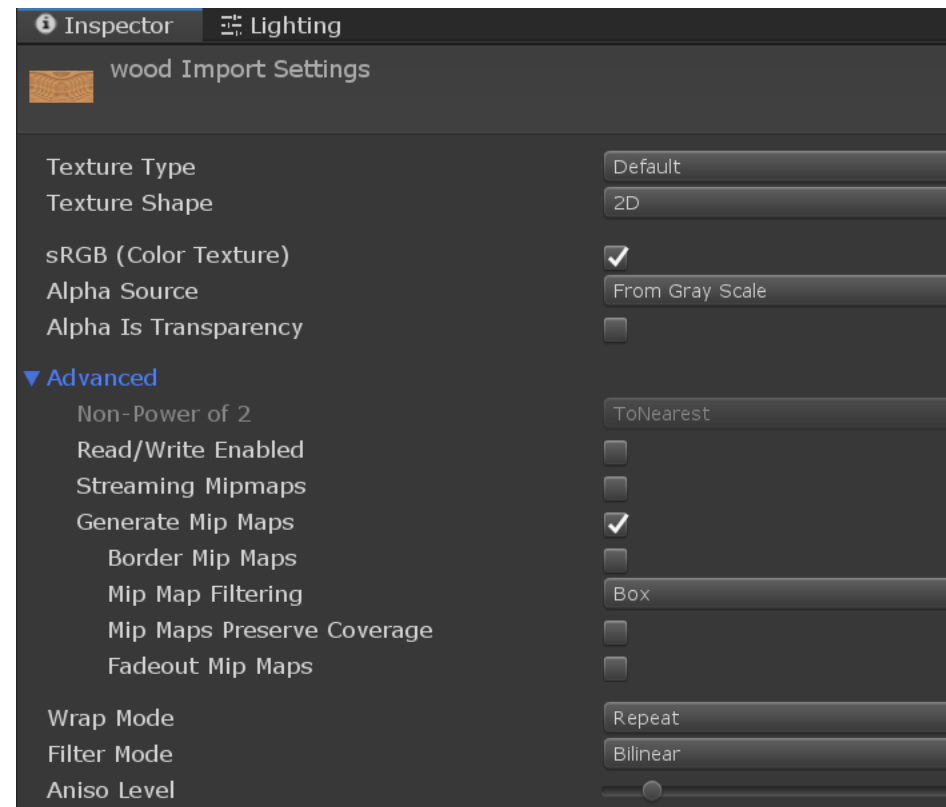 Inspector Lighting
wood Import Settings
Texture Type Default
Texture Shape 2D
sRGB (Color Texture)
Alpha Source From Gray Scale
Alpha Is Transparency
Advanced
Non-Power of 2 ToNearest
Read/Write Enabled
Streaming Mipmaps
Generate Mip Maps
Border Mip Maps
Mip Map Filtering Box
Mip Maps Preserve Coverage
Fadeout Mip Maps
Wrap Mode Repeat
Filter Mode Bilinear
Aniso Level